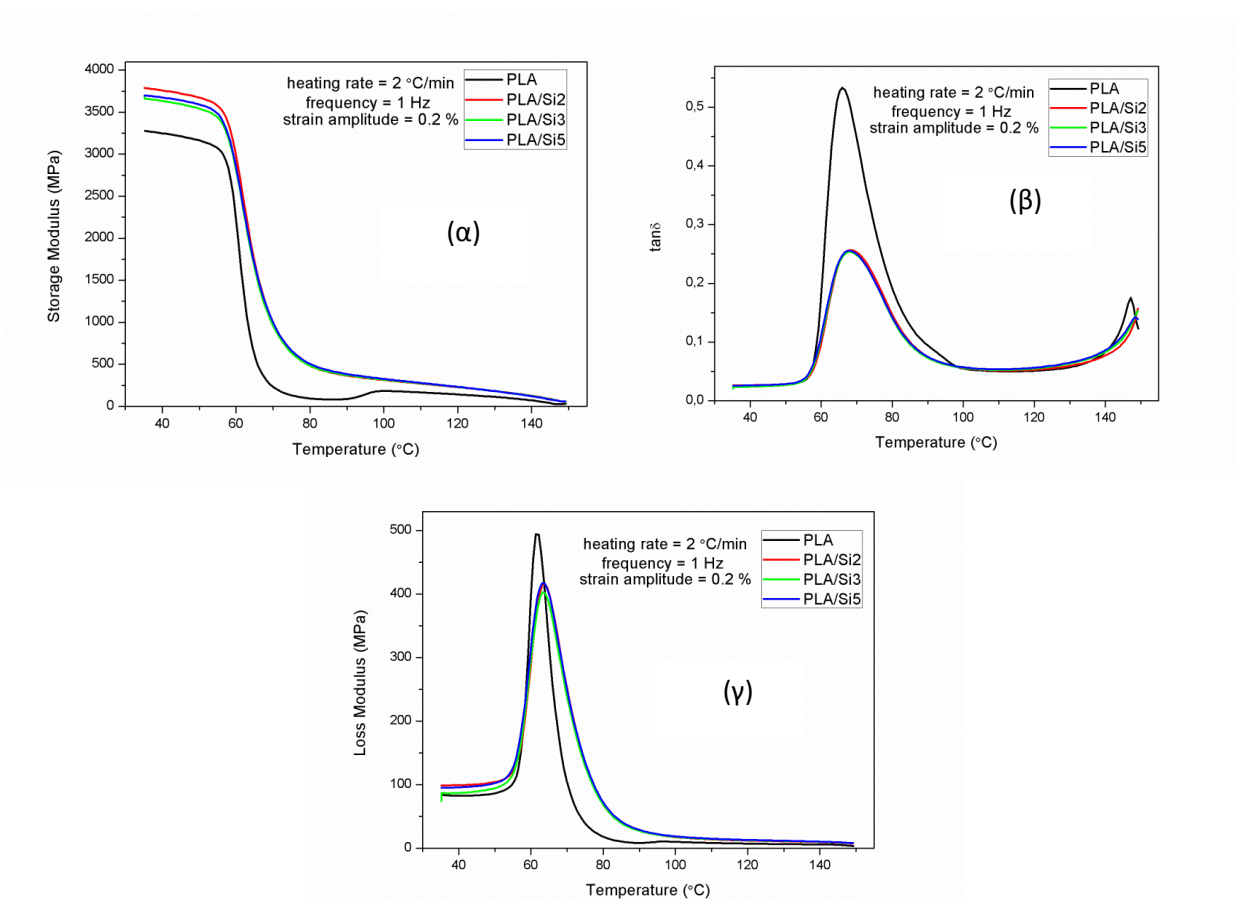 4000
3500
3000
2500
2000
1500
1000
500
0
40
60
80
100
120
140
Storage Modulus (MPa)
Temperature (°C)
heating rate = 2 °C/min
frequency = 1 Hz
strain amplitude = 0.2 %
PLA
PLA/Si2
PLA/Si3
PLA/Si5
(α)
0,5
0,3
0,2
0,1
0,0
40
60
80
100
120
140
tanδ
Temperature (°C)
heating rate = 2 °C/min
frequency = 1 Hz
strain amplitude = 0.2 %
PLA
PLA/Si2
PLA/Si3
PLA/Si5
(β)
500
400
300
200
100
0
40
60
80
100
120
140
Loss Modulus (MPa)
Temperature (°C)
heating rate = 2 °C/min
frequency = 1 Hz
strain amplitude = 0.2 %
PLA
PLA/Si2
PLA/Si3
PLA/Si5
(γ)